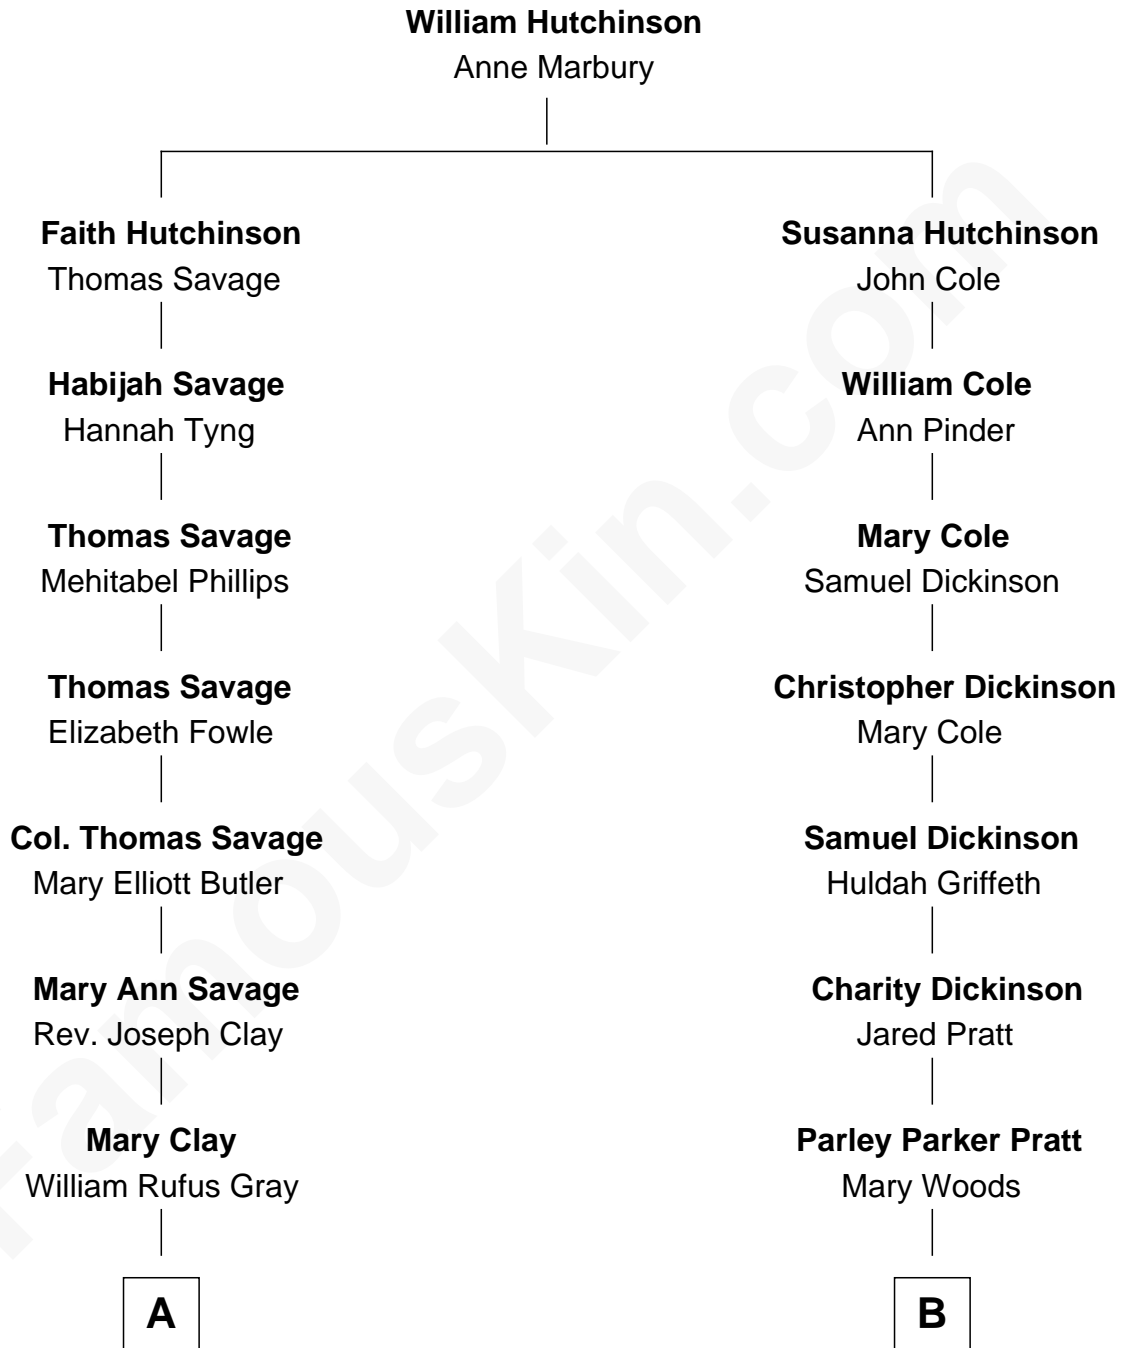 William Hutchinson
Anne Marbury
Faith Hutchinson
Thomas Savage
Susanna Hutchinson
John Cole
Habijah Savage
Hannah Tyng
William Cole
Ann Pinder
Thomas Savage
Mehitabel Phillips
Mary Cole
Samuel Dickinson
Thomas Savage
Elizabeth Fowle
Christopher Dickinson
Mary Cole
Col. Thomas Savage
Mary Elliott Butler
Samuel Dickinson
Huldah Griffeth
Mary Ann Savage
Rev. Joseph Clay
Charity Dickinson
Jared Pratt
Mary Clay
William Rufus Gray
Parley Parker Pratt
Mary Woods
A
B
FamousKin.com